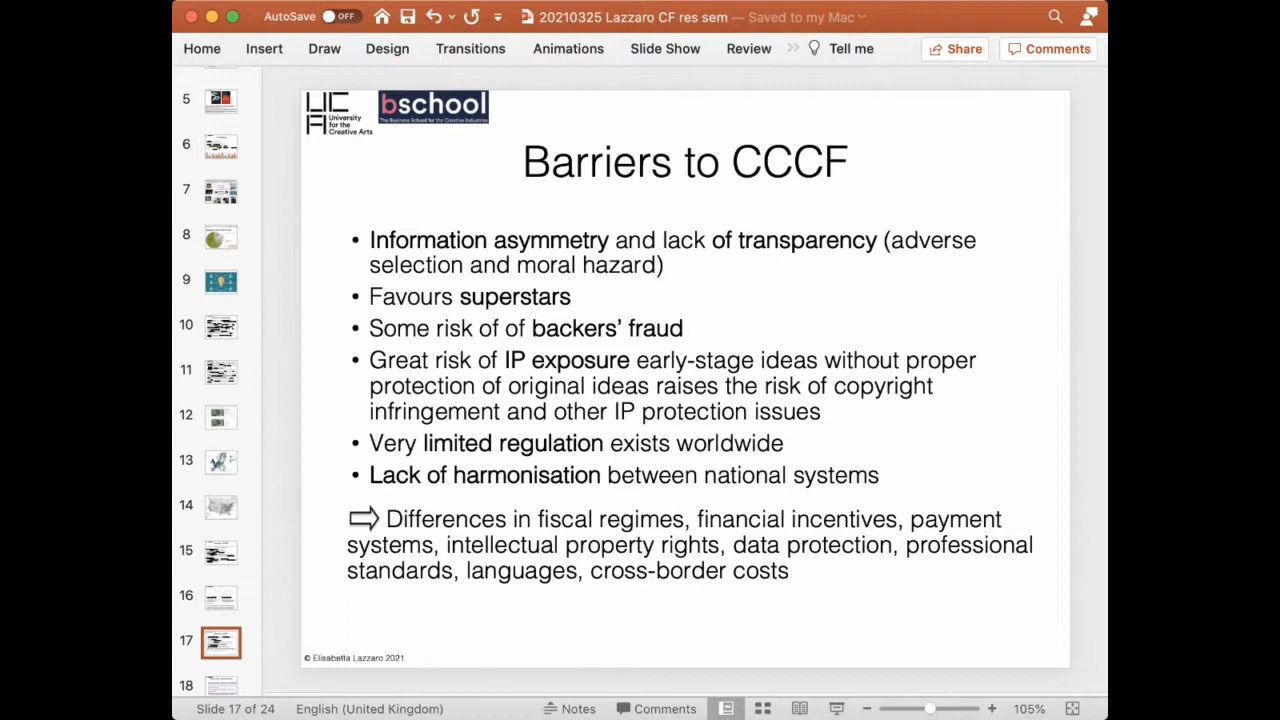 AutoSave OFF 20210325 Lazzaro CF res sem — Saved to my Mac
Home Insert Draw Design Transitions Animations Slide Show Review Tell me Share Comments
5
6
7
8
9
10
11
12
13
14
15
16
17
18
UCA University for the Creative Arts
bschool
The Business School for the Creative Industries
Barriers to CCCF
• Information asymmetry and lack of transparency (adverse
selection and moral hazard)
• Favours superstars
• Some risk of of backers’ fraud
• Great risk of IP exposure early-stage ideas without proper
protection of original ideas raises the risk of copyright
infringement and other IP protection issues
• Very limited regulation exists worldwide
• Lack of harmonisation between national systems
⇨ Differences in fiscal regimes, financial incentives, payment
systems, intellectual property rights, data protection, professional
standards, languages, cross-border costs
© Elisabetta Lazzaro 2021
Slide 17 of 24 English (United Kingdom) Notes Comments 105%